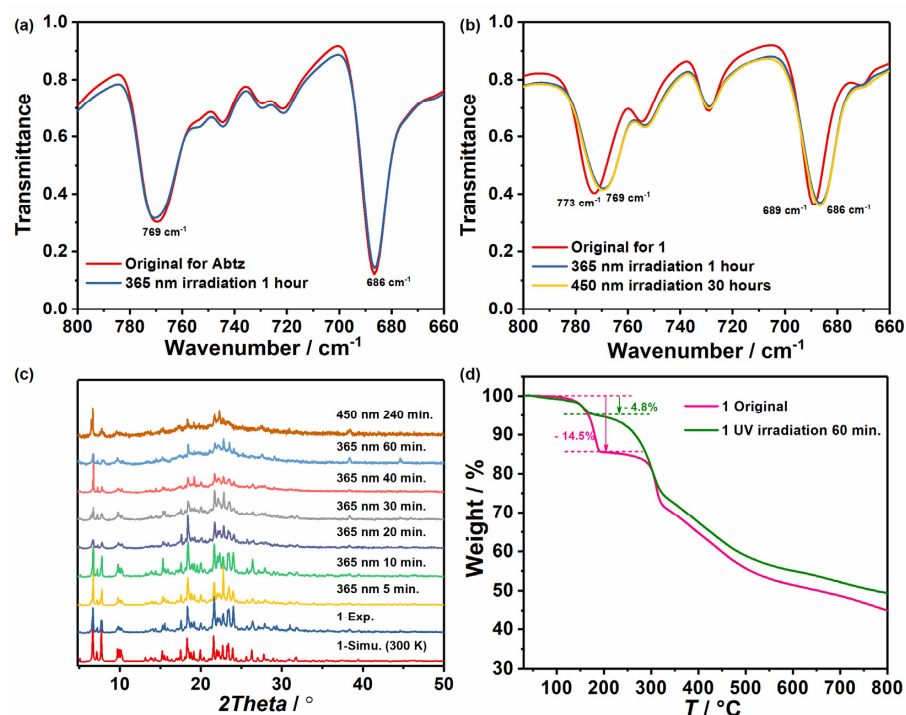 (a)
1.0
0.8
0.6
0.4
0.2
0.0
Transmittance
769 cm⁻¹
686 cm⁻¹
Original for Abtz
365 nm irradiation 1 hour
800 780 760 740 720 700 680 660
Wavenumber / cm⁻¹
(b)
1.0
0.8
0.6
0.4
0.2
0.0
Transmittance
773 cm⁻¹
769 cm⁻¹
689 cm⁻¹
686 cm⁻¹
Original for 1
365 nm irradiation 1 hour
450 nm irradiation 30 hours
800 780 760 740 720 700 680 660
Wavenumber / cm⁻¹
(c)
450 nm 240 min.
365 nm 60 min.
365 nm 40 min.
365 nm 30 min.
365 nm 20 min.
365 nm 10 min.
365 nm 5 min.
1-Exp.
1-Simu. (300 K)
10 20 30 40 50
2Theta / °
(d)
100
95
90
85
80
70
60
50
40
30
Weight / %
- 4.8%
- 14.5%
1 Original
1 UV irradiation 60 min.
100 200 300 400 500 600 700 800
T / °C